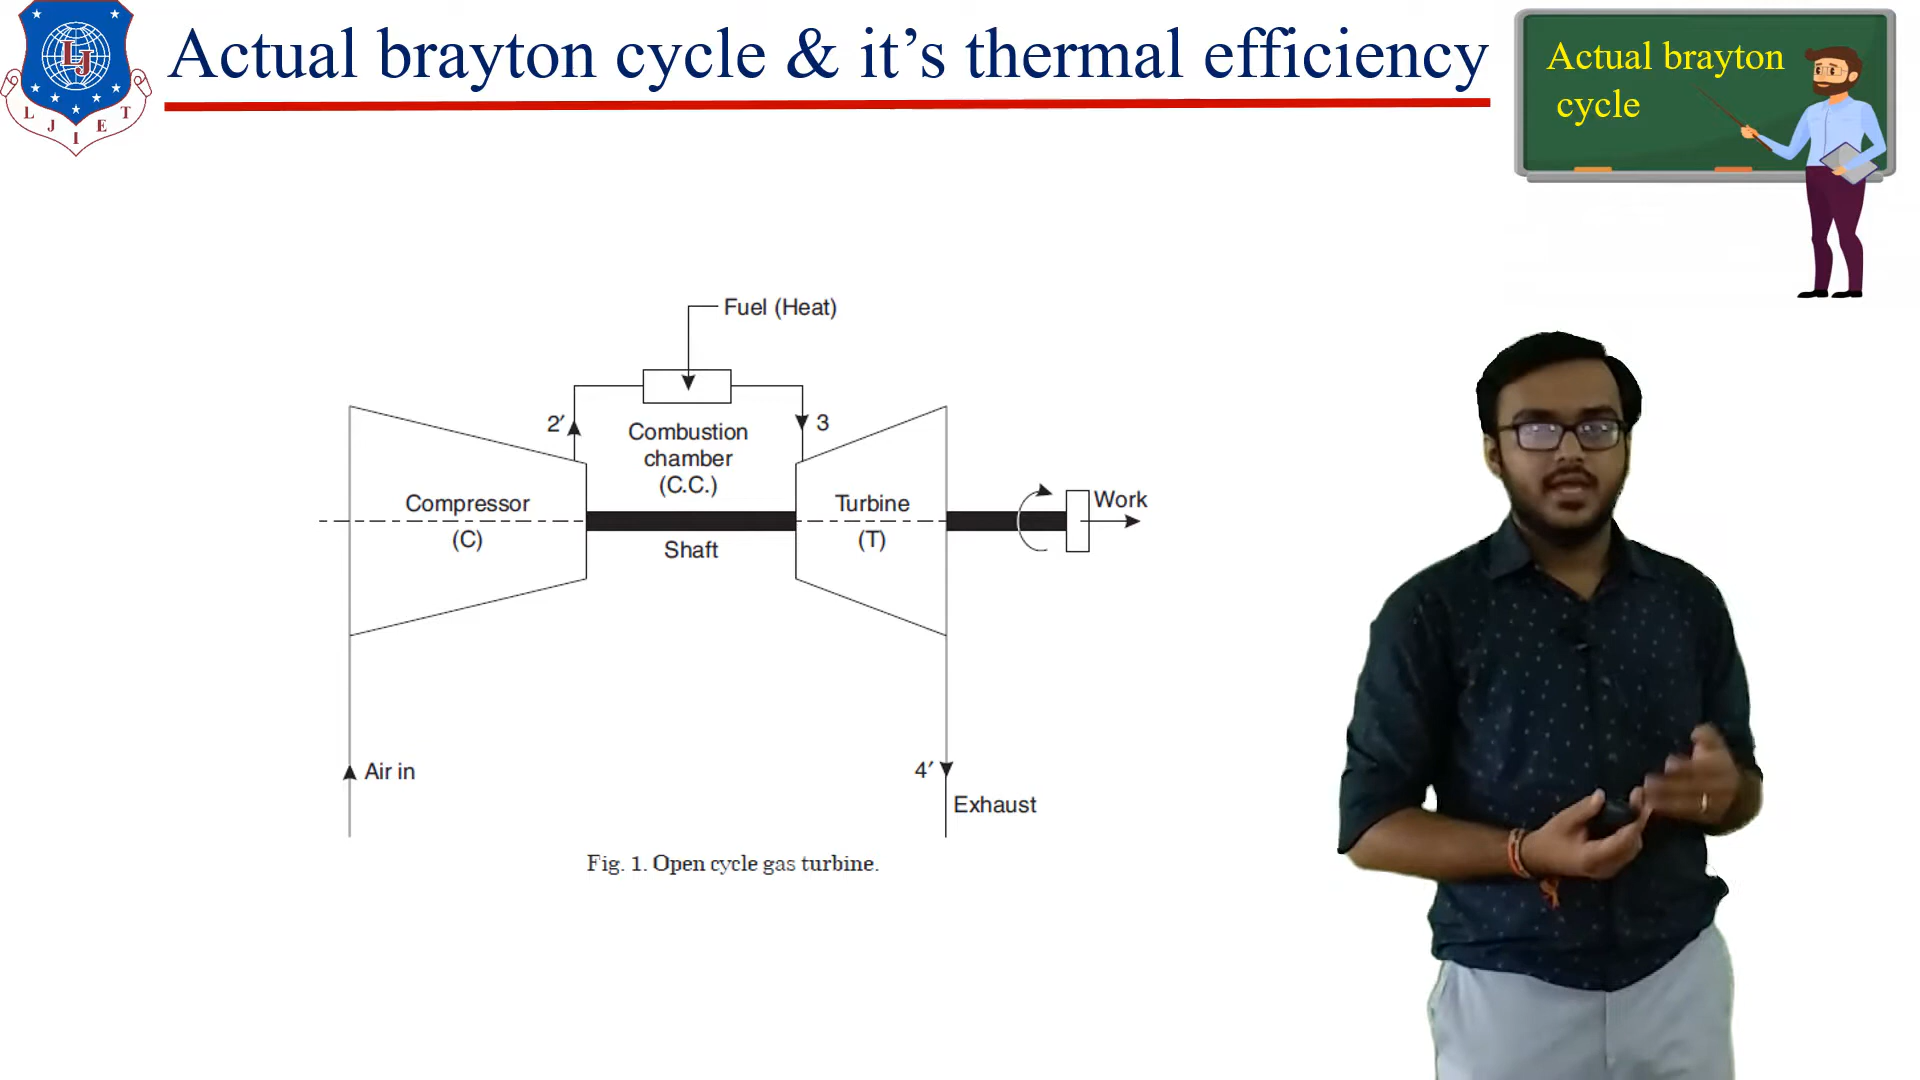 Actual brayton cycle & it's thermal efficiency
Actual brayton
cycle
LJ
L J I E T
Fuel (Heat)
2′
3
Combustion
chamber
(C.C.)
Compressor
(C)
Turbine
(T)
Work
Shaft
Air in
4′
Exhaust
Fig. 1. Open cycle gas turbine.